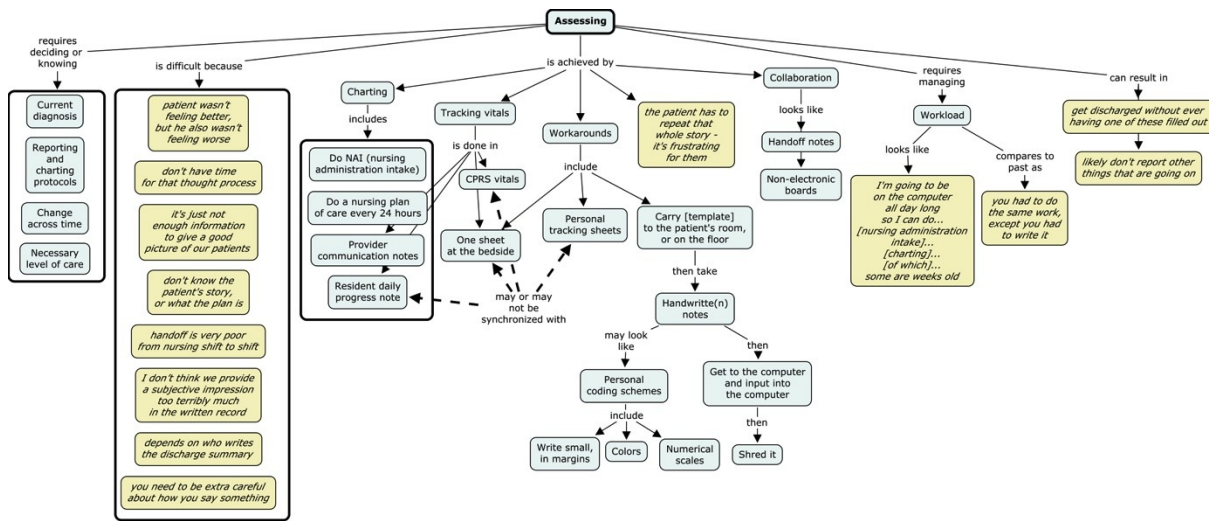 Assessing
requires
deciding or
knowing
Current
diagnosis
Reporting
and
charting
protocols
Change
across time
Necessary
level of care
is difficult because
patient wasn't
feeling better,
but he also wasn't
feeling worse
don't have time
for that thought process
it's just not
enough information
to give a good
picture of our patients
don't know the
patient's story,
or what the plan is
handoff is very poor
from nursing shift to shift
I don't think we provide
a subjective impression
too terribly much
in the written record
depends on who writes
the discharge summary
you need to be extra careful
about how you say something
is achieved by
Charting
includes
Do NAI (nursing
administration intake)
Do a nursing plan
of care every 24 hours
Provider
communication notes
Resident daily
progress note
Tracking vitals
is done in
CPRS vitals
One sheet
at the bedside
may or may
not be
synchronized with
Workarounds
include
Personal
tracking sheets
Carry [template]
to the patient's room,
or on the floor
then take
Handwritte(n)
notes
may look
like
Personal
coding schemes
include
Write small,
in margins
Colors
Numerical
scales
then
Get to the computer
and input into
the computer
then
Shred it
the patient has to
repeat that
whole story -
it's frustrating
for them
Collaboration
looks like
Handoff notes
Non-electronic
boards
requires
managing
Workload
looks like
I'm going to be
on the computer
all day long
so I can do...
[nursing administration
intake]...
[charting]...
[of which]...
some are weeks old
compares to
past as
you had to do
the same work,
except you had
to write it
can result in
get discharged without ever
having one of these filled out
likely don't report other
things that are going on